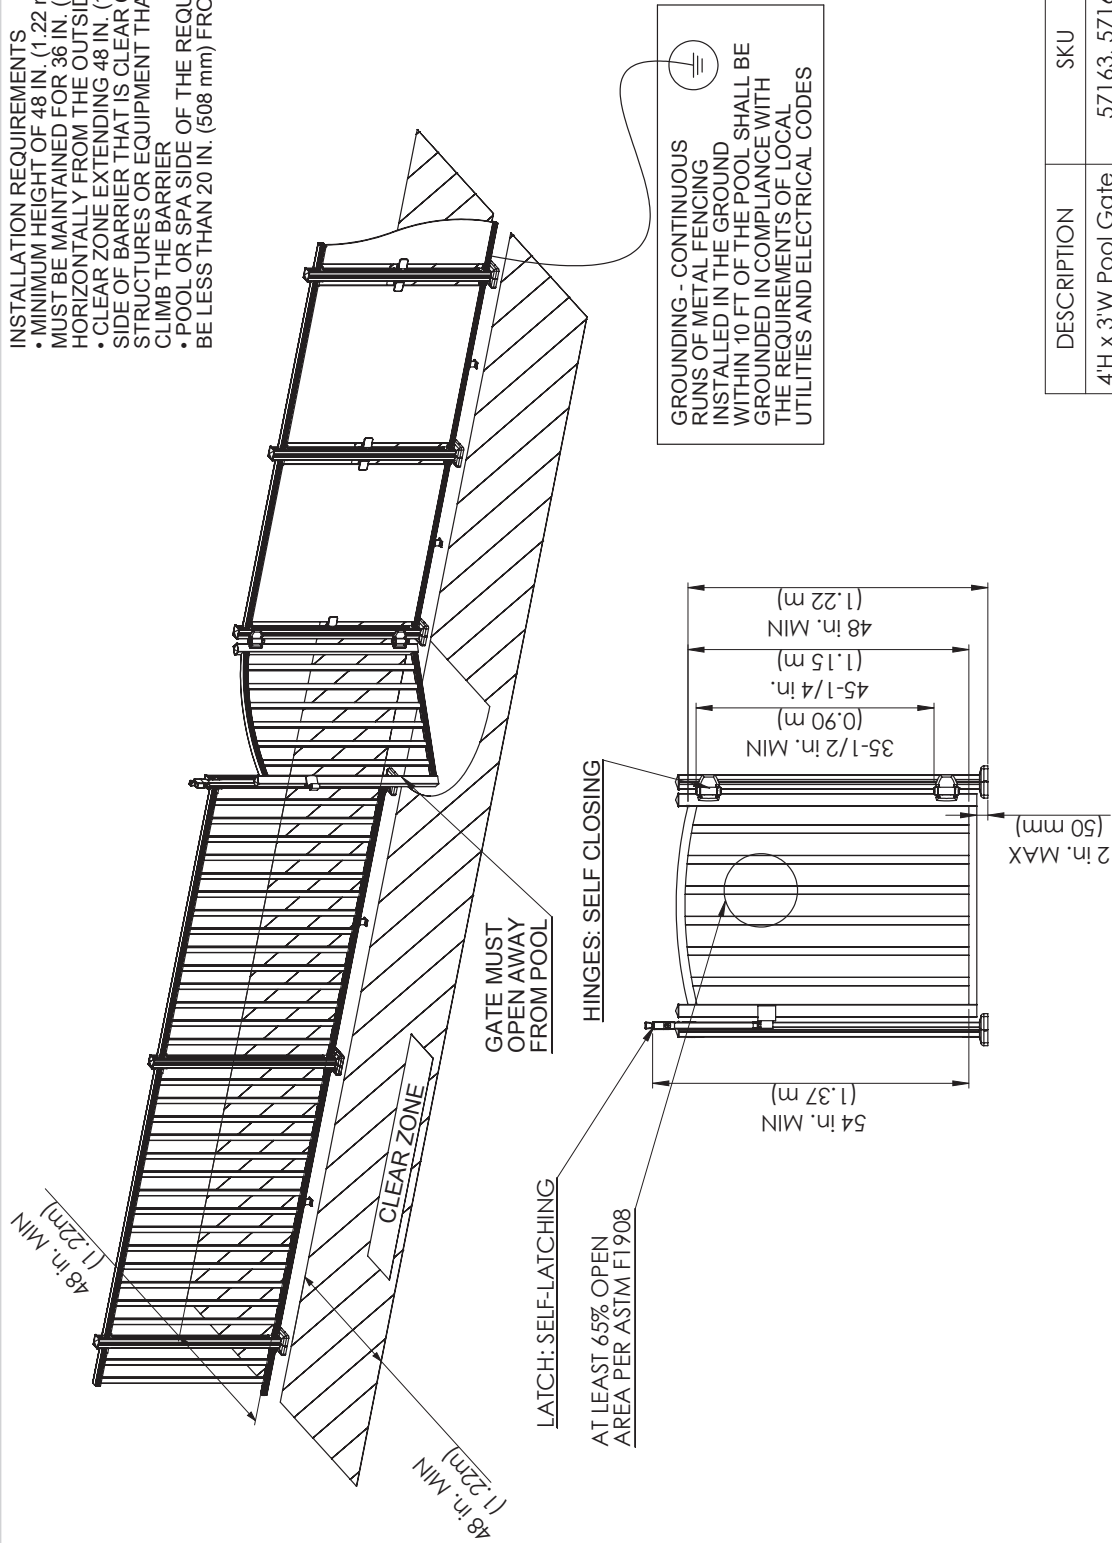 INSTALLATION REQUIREMENTS
• MINIMUM HEIGHT OF 48 IN. (1.22
MUST BE MAINTAINED FOR 36 IN. (
HORIZONTALLY FROM THE OUTSID
• CLEAR ZONE EXTENDING 48 IN. (
SIDE OF BARRIER THAT IS CLEAR
STRUCTURES OR EQUIPMENT THA
CLIMB THE BARRIER
• POOL OR SPA SIDE OF THE REQU
BE LESS THAN 20 IN. (508 mm) FRO
48 in. MIN
(1.22m)
48 in. MIN
(1.22m)
CLEAR ZONE
GATE MUST
OPEN AWAY
FROM POOL
GROUNDING - CONTINUOUS
RUNS OF METAL FENCING
INSTALLED IN THE GROUND
WITHIN 10 FT OF THE POOL SHALL BE
GROUNDED IN COMPLIANCE WITH
THE REQUIREMENTS OF LOCAL
UTILITIES AND ELECTRICAL CODES
LATCH: SELF-LATCHING
AT LEAST 65% OPEN
AREA PER ASTM F1908
HINGES: SELF CLOSING
54 in. MIN
(1.37 m)
35-1/2 in. MIN
(0.90 m)
45-1/4 in.
(1.15 m)
48 in. MIN
(1.22 m)
2 in. MAX
(50 mm)
DESCRIPTION SKU
4'H x 3'W Pool Gate 57163, 5716